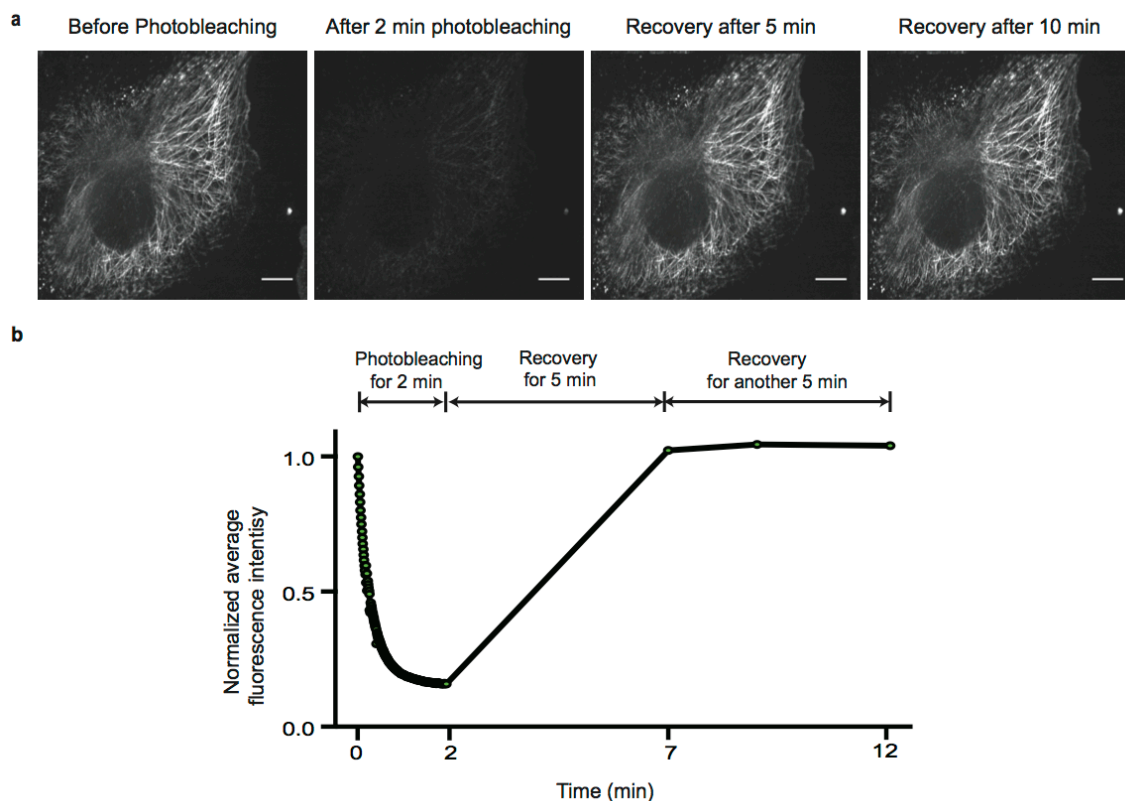 a
Before Photobleaching
After 2 min photobleaching
Recovery after 5 min
Recovery after 10 min
b
Photobleaching
for 2 min
Recovery
for 5 min
Recovery
for another 5 min
1.0
0.5
0.0
Normalized average
fluorescence intentisy
0
2
7
12
Time (min)